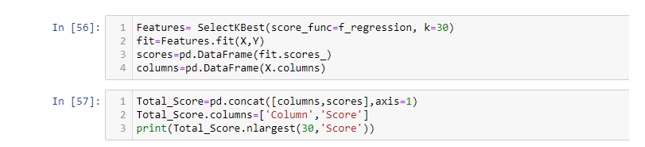 In [56]:
1 Features= SelectKBest(score_func=f_regression, k=30)
2 fit=Features.fit(X,Y)
3 scores=pd.DataFrame(fit.scores_)
4 columns=pd.DataFrame(X.columns)
In [57]:
1 Total_Score=pd.concat([columns,scores],axis=1)
2 Total_Score.columns=['Column','Score']
3 print(Total_Score.nlargest(30,'Score'))